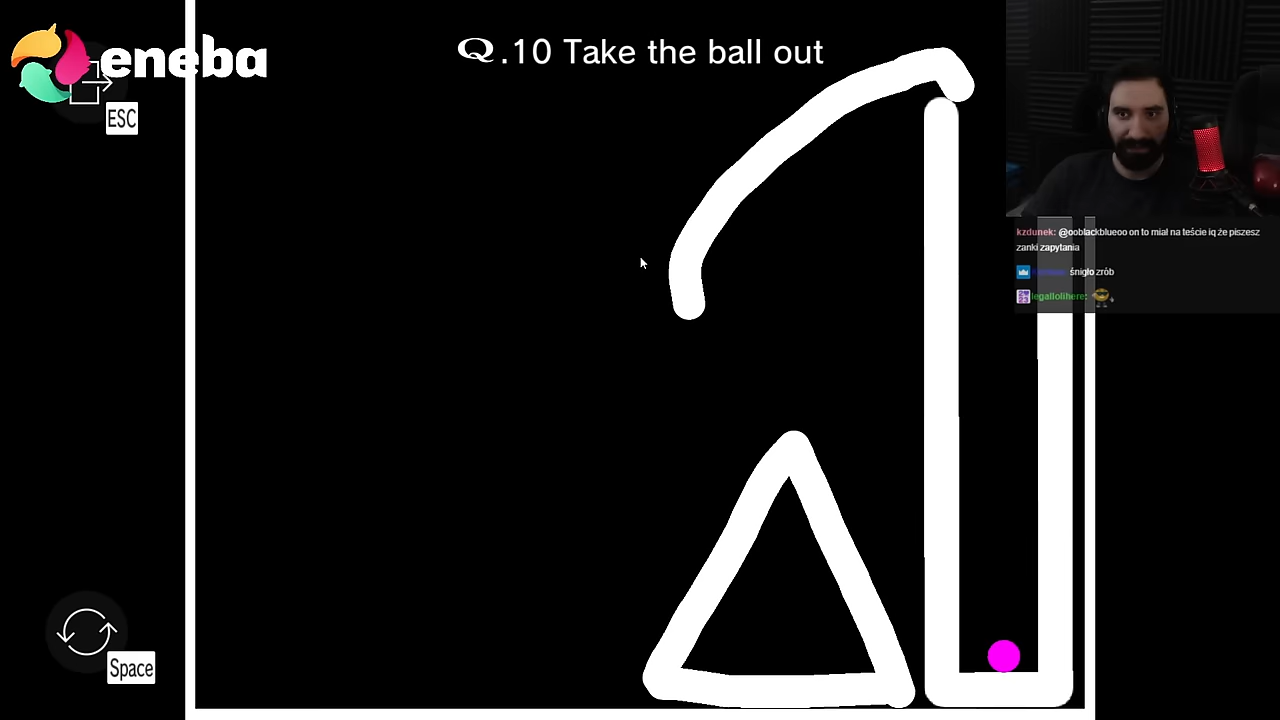 eneba
Q.10 Take the ball out
ESC
kzdunek: @ooblackblueoo on to miał na teście iq że piszesz
zanki zapytania
śnigło zrób
legallolihere:
Space